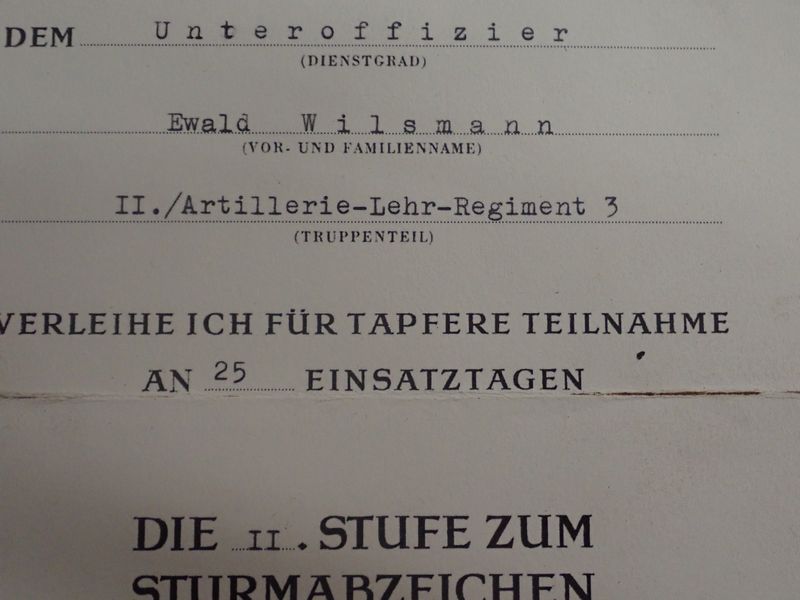 DEM Unteroffizier
(DIENSTGRAD)
Ewald Wilsmann
(VOR- UND FAMILIENNAME)
II./Artillerie-Lehr-Regiment 3
(TRUPPENTEIL)
VERLEIHE ICH FÜR TAPFERE TEILNAHME
AN 25 EINSATZTAGEN
DIE II. STUFE ZUM
STURMABZEICHEN